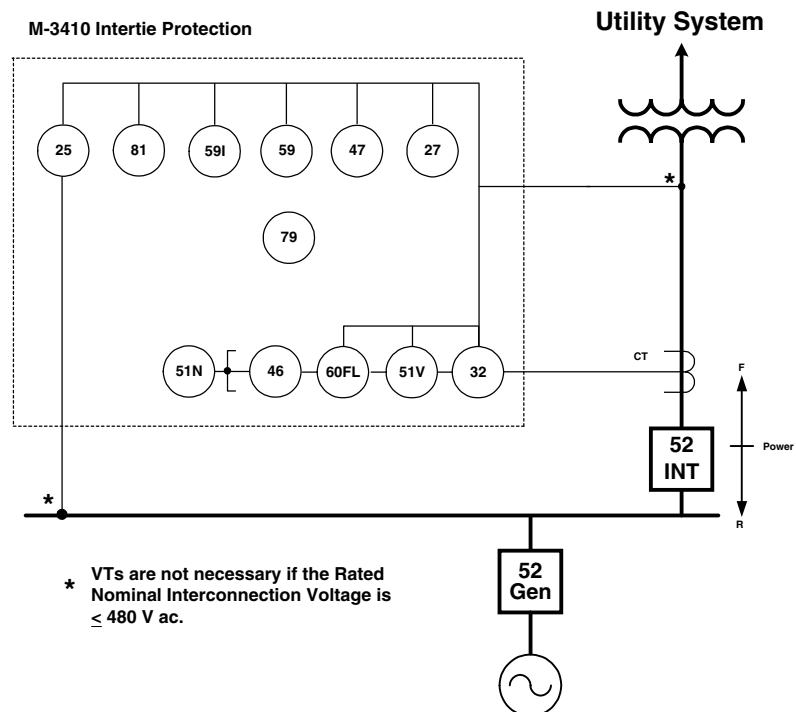 M-3410 Intertie Protection
Utility System
25
81
59I
59
47
27
*
79
51N
46
60FL
51V
32
CT
F
Power
R
52
INT
*
52
Gen
* VTs are not necessary if the Rated
Nominal Interconnection Voltage is
≤ 480 V ac.